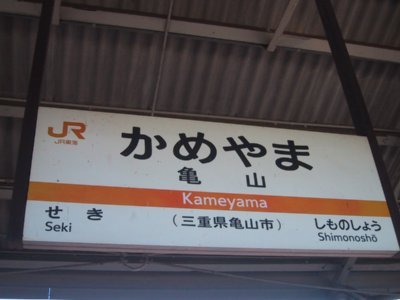 JR
JR東海
かめやま
亀山
Kameyama
せき
Seki
(三重県亀山市)
しものしょう
Shimonoshō